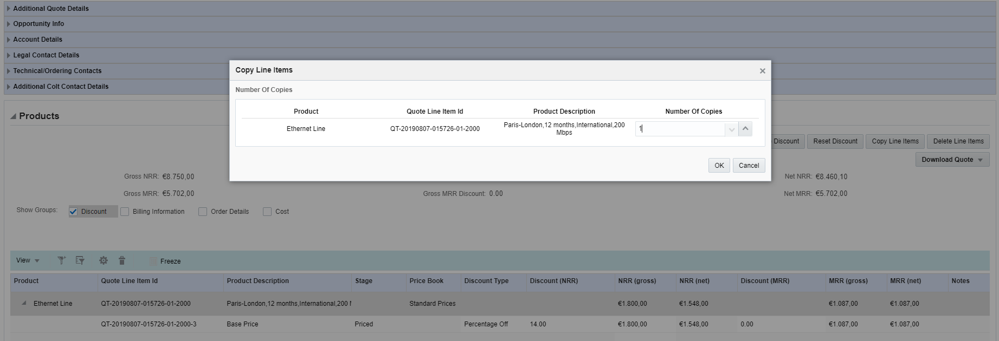 Additional Quote Details
Opportunity Info
Account Details
Legal Contact Details
Technical/Ordering Contacts
Additional Colt Contact Details
Copy Line Items
Number Of Copies
Product Quote Line Item Id Product Description Number Of Copies
Ethernet Line QT-20190807-015726-01-2000 Paris-London,12 months,International,200 Mbps 1
OK Cancel
Products
Discount Reset Discount Copy Line Items Delete Line Items
Download Quote
Gross NRR: €8.750,00 Net NRR: €8.460,10
Gross MRR: €5.702,00 Gross MRR Discount: 0.00 Net MRR: €5.702,00
Show Groups: Discount Billing Information Order Details Cost
View Freeze
Product Quote Line Item Id Product Description Stage Price Book Discount Type Discount (NRR) NRR (gross) NRR (net) Discount (MRR) MRR (gross) MRR (net) Notes
Ethernet Line QT-20190807-015726-01-2000 Paris-London,12 months,International,200 Standard Prices €1.800,00 €1.548,00 €1.087,00 €1.087,00
QT-20190807-015726-01-2000-3 Base Price Priced Percentage Off 14.00 €1.800,00 €1.548,00 0.00 €1.087,00 €1.087,00